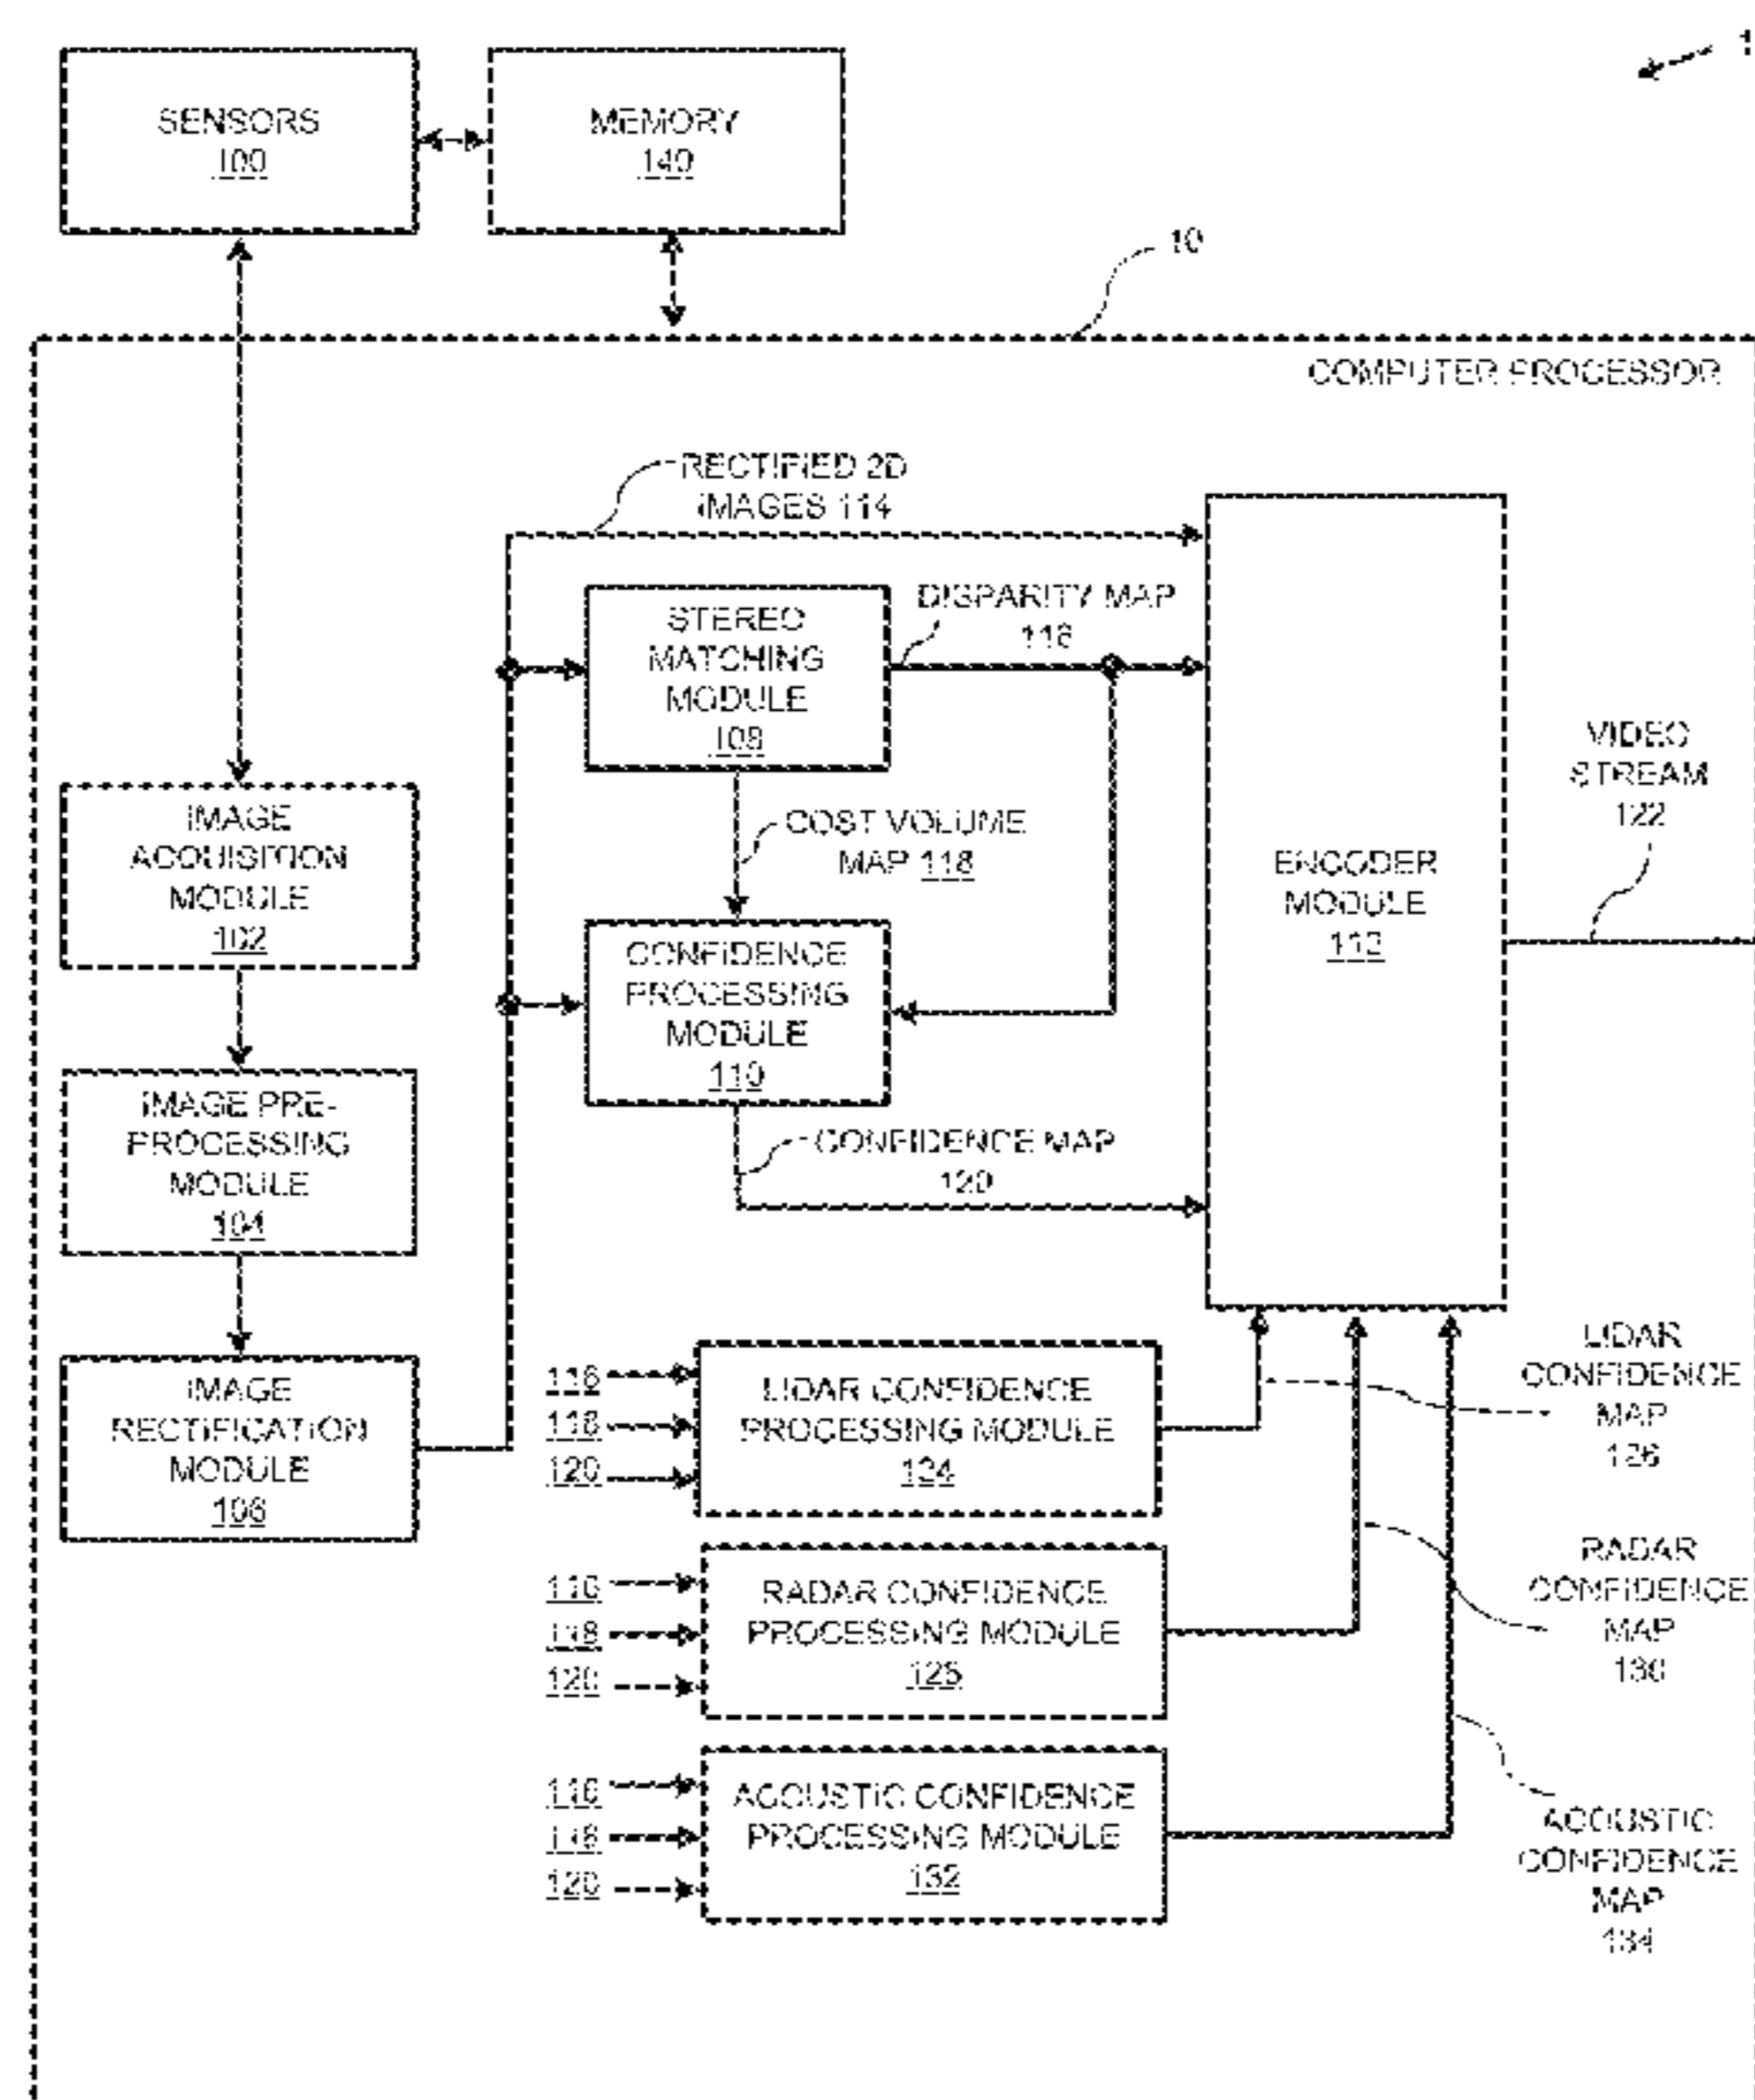 1
SENSORS
100
MEMORY
140
10
COMPUTER PROCESSOR
RECTIFIED 2D
IMAGES 114
STEREO
MATCHING
MODULE
108
DISPARITY MAP
116
COST VOLUME
MAP 118
VIDEO
STREAM
122
ENCODER
MODULE
112
IMAGE
ACQUISITION
MODULE
102
CONFIDENCE
PROCESSING
MODULE
110
IMAGE PRE-
PROCESSING
MODULE
104
CONFIDENCE MAP
120
IMAGE
RECTIFICATION
MODULE
106
116
118
120
LIDAR CONFIDENCE
PROCESSING MODULE
LIDAR
CONFIDENCE
MAP
126
116
118
120
RADAR CONFIDENCE
PROCESSING MODULE
RADAR
CONFIDENCE
MAP
130
116
118
120
ACOUSTIC CONFIDENCE
PROCESSING MODULE
132
ACOUSTIC
CONFIDENCE
MAP
134